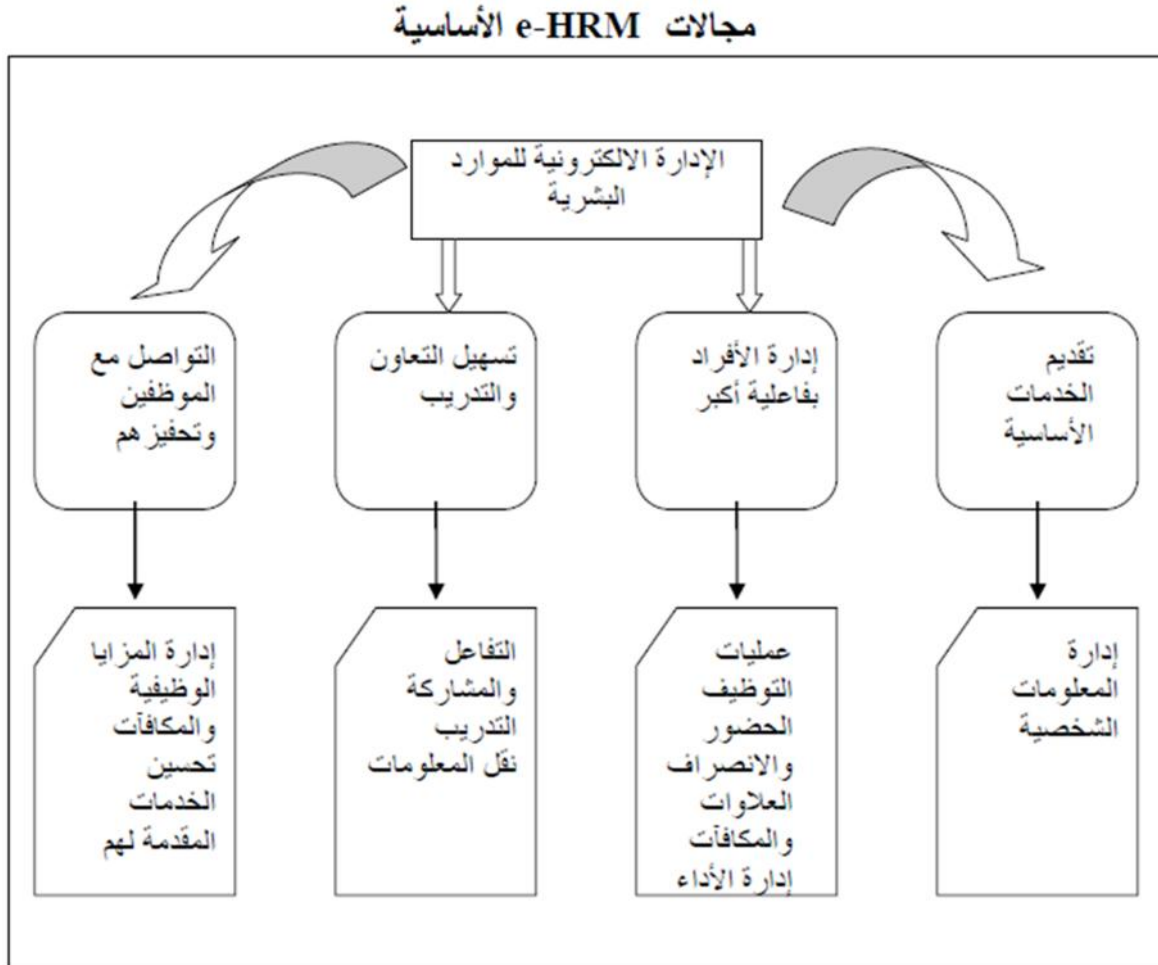 مجالات e-HRM الأساسية
الإدارة الالكترونية للموارد
البشرية
تقديم
الخدمات
الأساسية
إدارة الأفراد
بفاعلية أكبر
تسهيل التعاون
والتدريب
التواصل مع
الموظفين
وتحفيزهم
إدارة
المعلومات
الشخصية
عمليات
التوظيف
الحضور
والانصراف
العلاوات
والمكافآت
إدارة الأداء
التفاعل
والمشاركة
التدريب
نقل المعلومات
إدارة المزايا
الوظيفية
والمكافآت
تحسين
الخدمات
المقدمة لهم